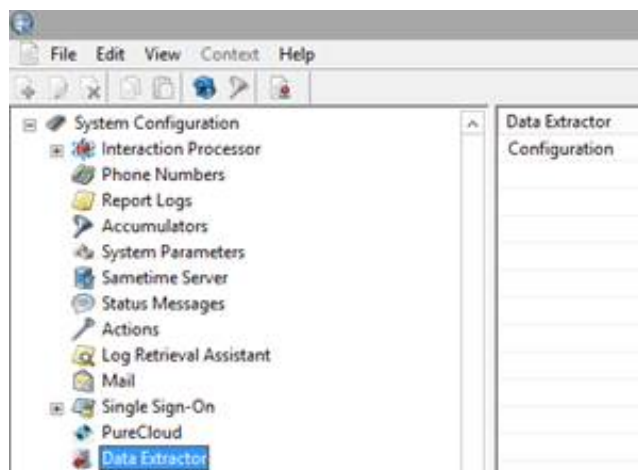 File Edit View Context Help
System Configuration
Interaction Processor
Phone Numbers
Report Logs
Accumulators
System Parameters
Sametime Server
Status Messages
Actions
Log Retrieval Assistant
Mail
Single Sign-On
PureCloud
Data Extractor
Data Extractor
Configuration